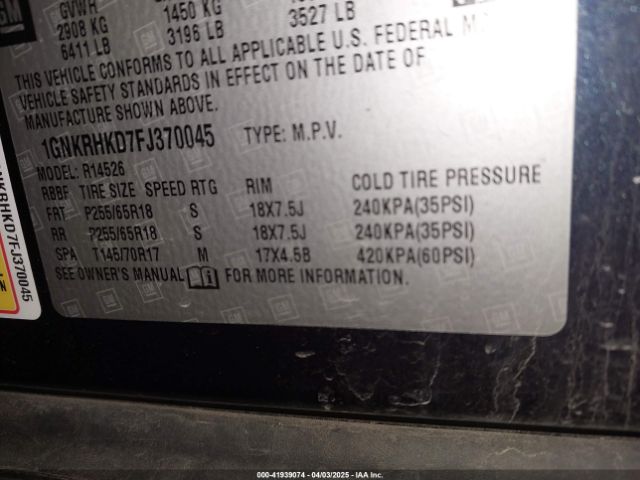 GM
GVWR
2908 KG 1450 KG
6411 LB 3196 LB 3527 LB
THIS VEHICLE CONFORMS TO ALL APPLICABLE U.S. FEDERAL
VEHICLE SAFETY STANDARDS IN EFFECT ON THE DATE OF
MANUFACTURE SHOWN ABOVE.
1GNKRHKD7FJ370045 TYPE: M.P.V.
MODEL: R14526
RBBF TIRE SIZE SPEED RTG RIM COLD TIRE PRESSURE
FRT P255/65R18 S 18X7.5J 240KPA(35PSI)
RR P255/65R18 S 18X7.5J 240KPA(35PSI)
SPA T145/70R17 M 17X4.5B 420KPA(60PSI)
SEE OWNER'S MANUAL FOR MORE INFORMATION.
NKRHKD7FJ370045
000-41939074 04/03/2025 - Copyright © IAA, Inc.